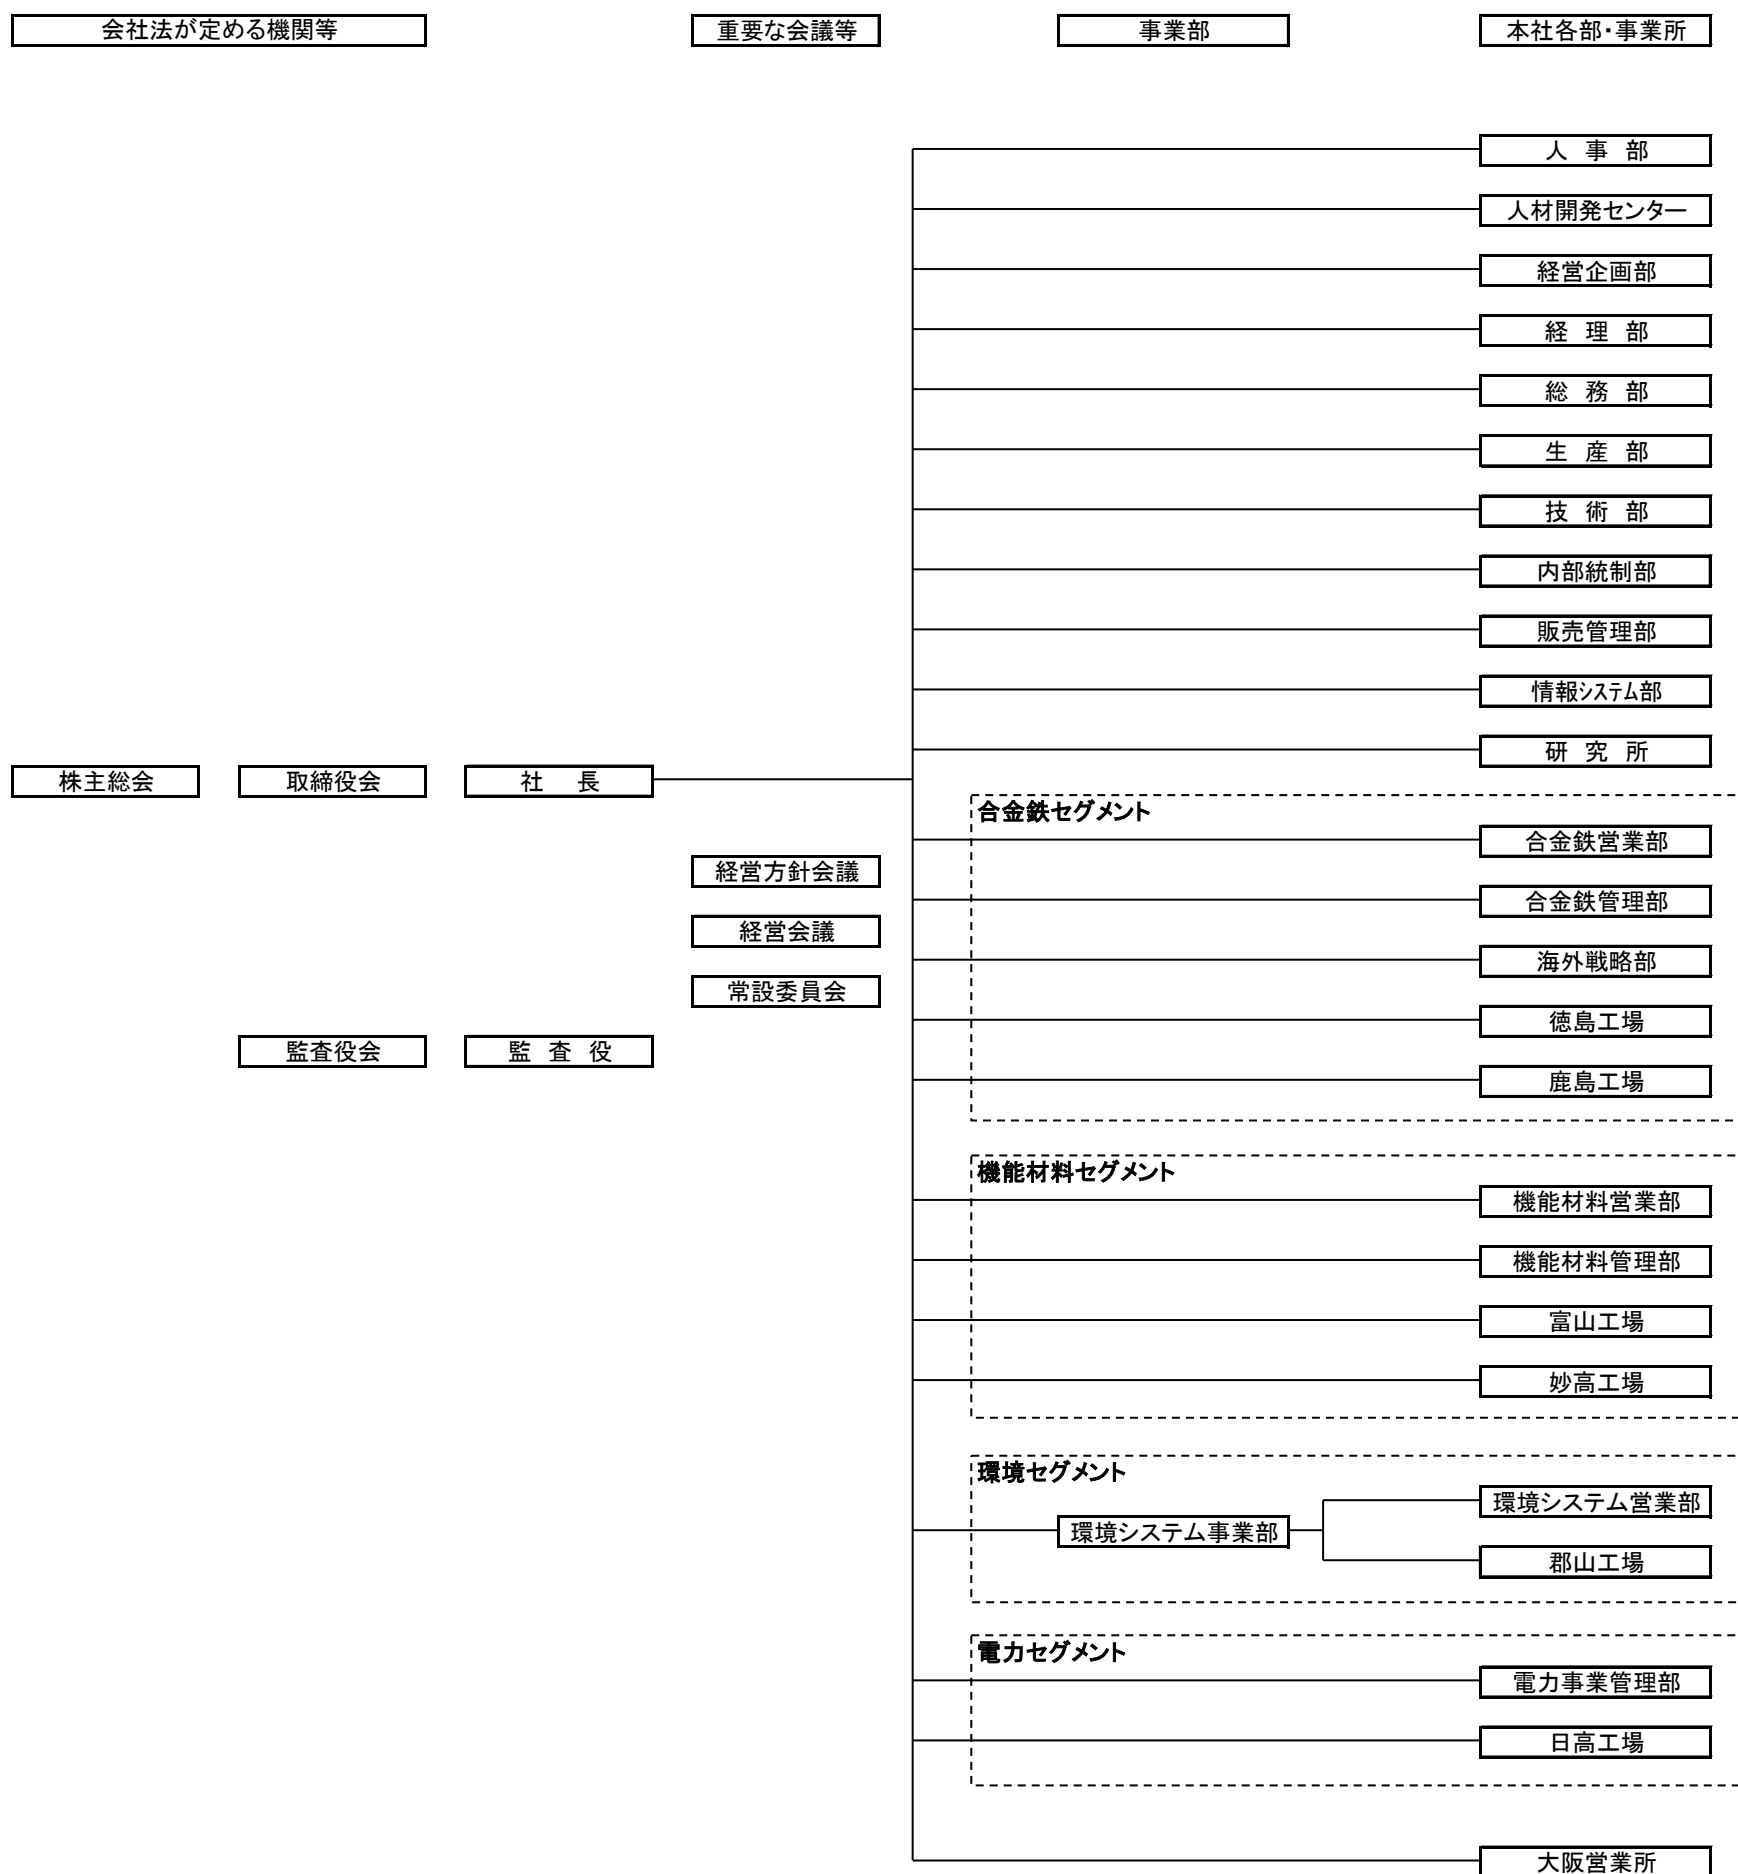 会社法が定める機関等
重要な会議等
事業部
本社各部・事業所
人 事 部
人材開発センター
経営企画部
経 理 部
総 務 部
生 産 部
技 術 部
内部統制部
販売管理部
情報システム部
研 究 所
株主総会
取締役会
社 長
合金鉄セグメント
合金鉄営業部
経営方針会議
合金鉄管理部
経営会議
海外戦略部
常設委員会
徳島工場
監査役会
監 査 役
鹿島工場
機能材料セグメント
機能材料営業部
機能材料管理部
富山工場
妙高工場
環境セグメント
環境システム営業部
環境システム事業部
郡山工場
電力セグメント
電力事業管理部
日高工場
大阪営業所